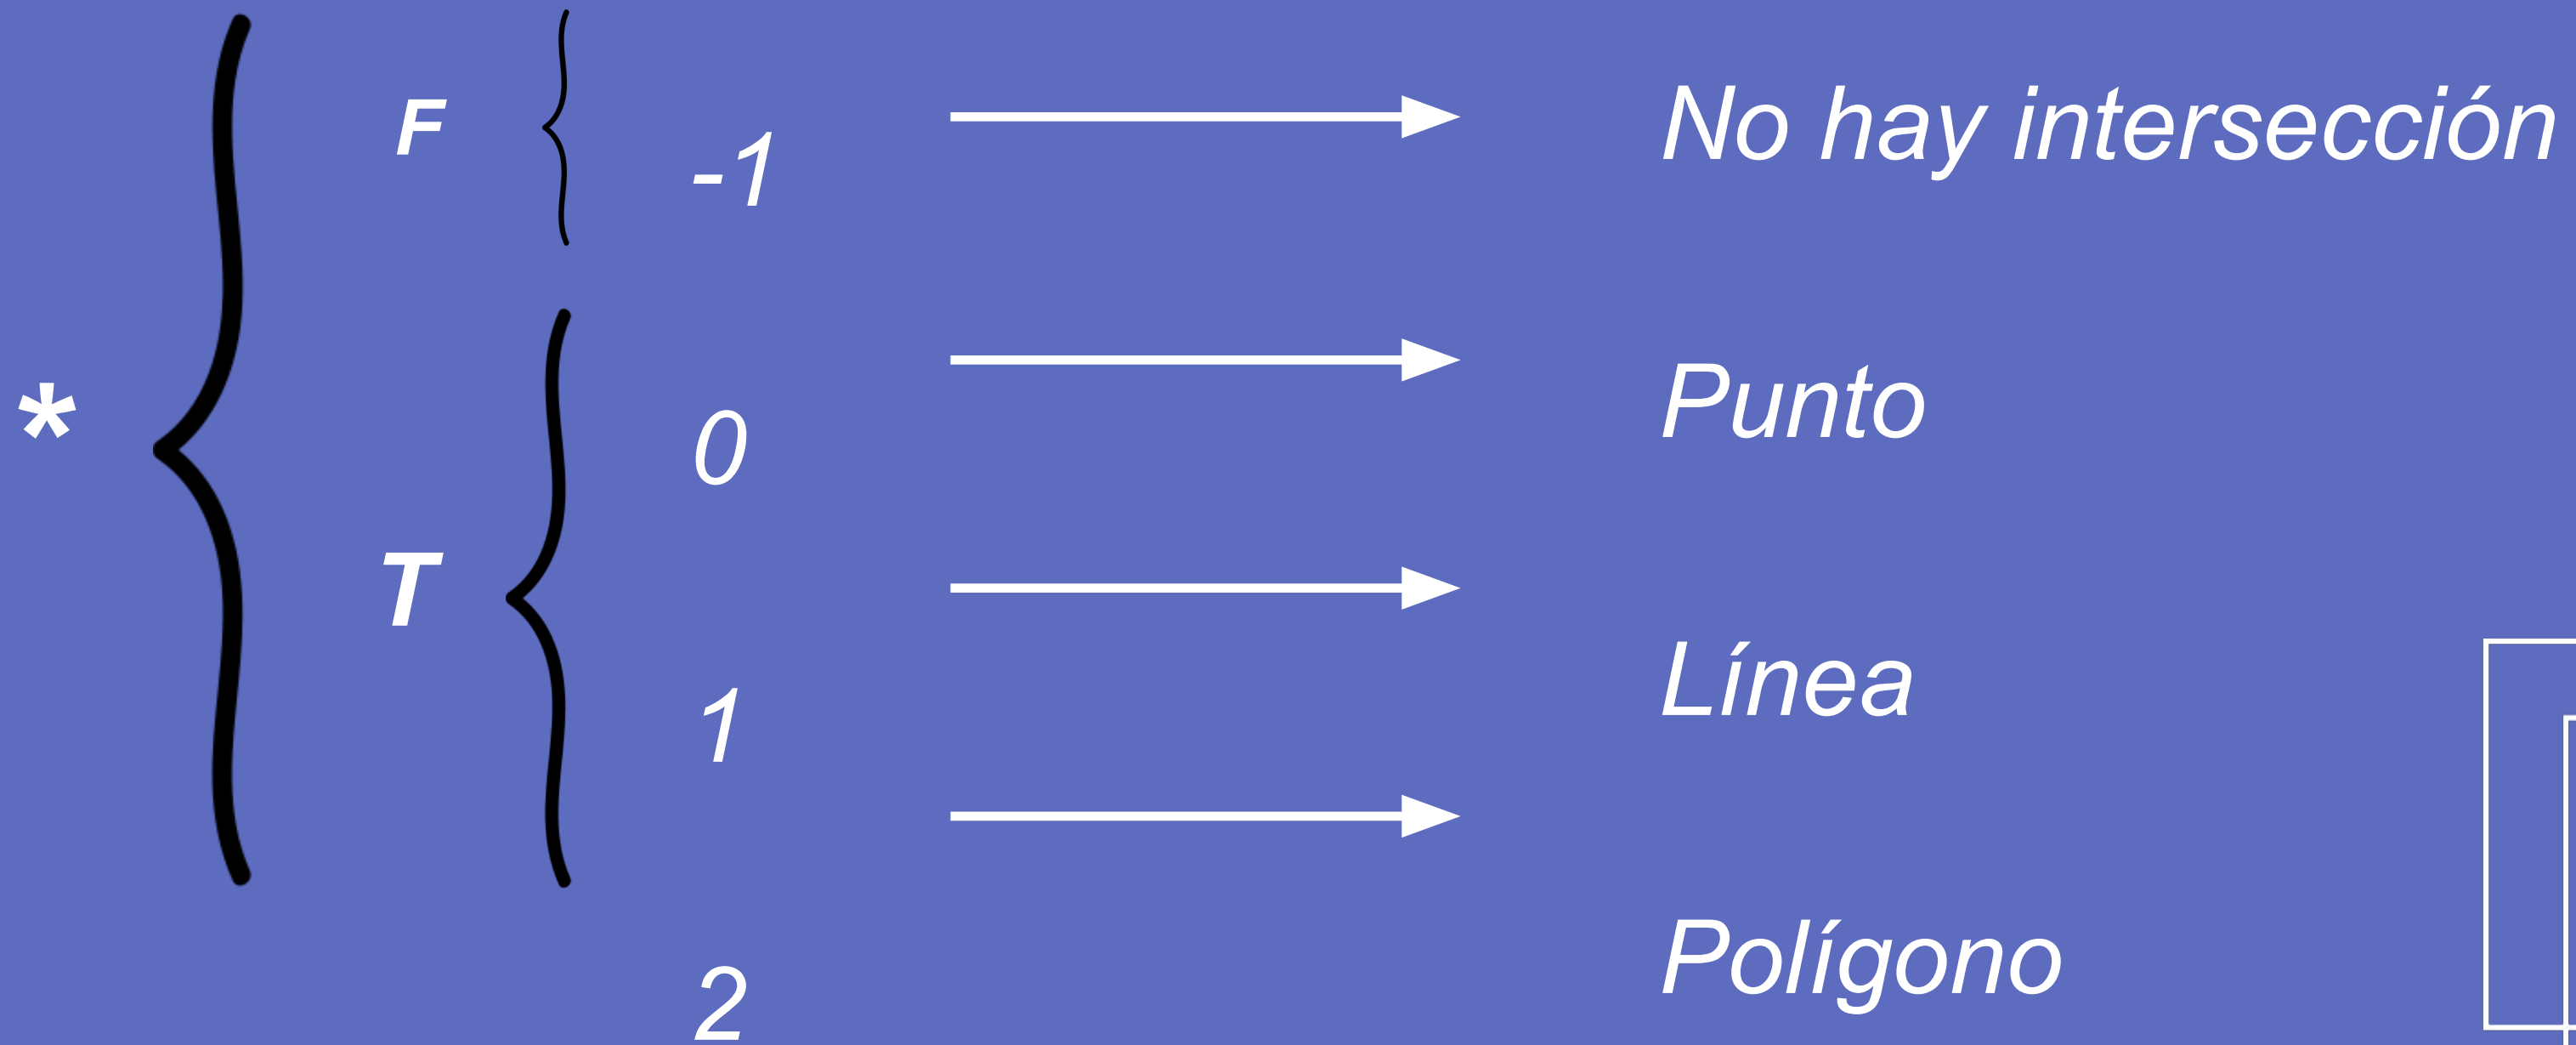 F
-1
No hay intersección
*
0
Punto
T
1
Línea
2
Polígono